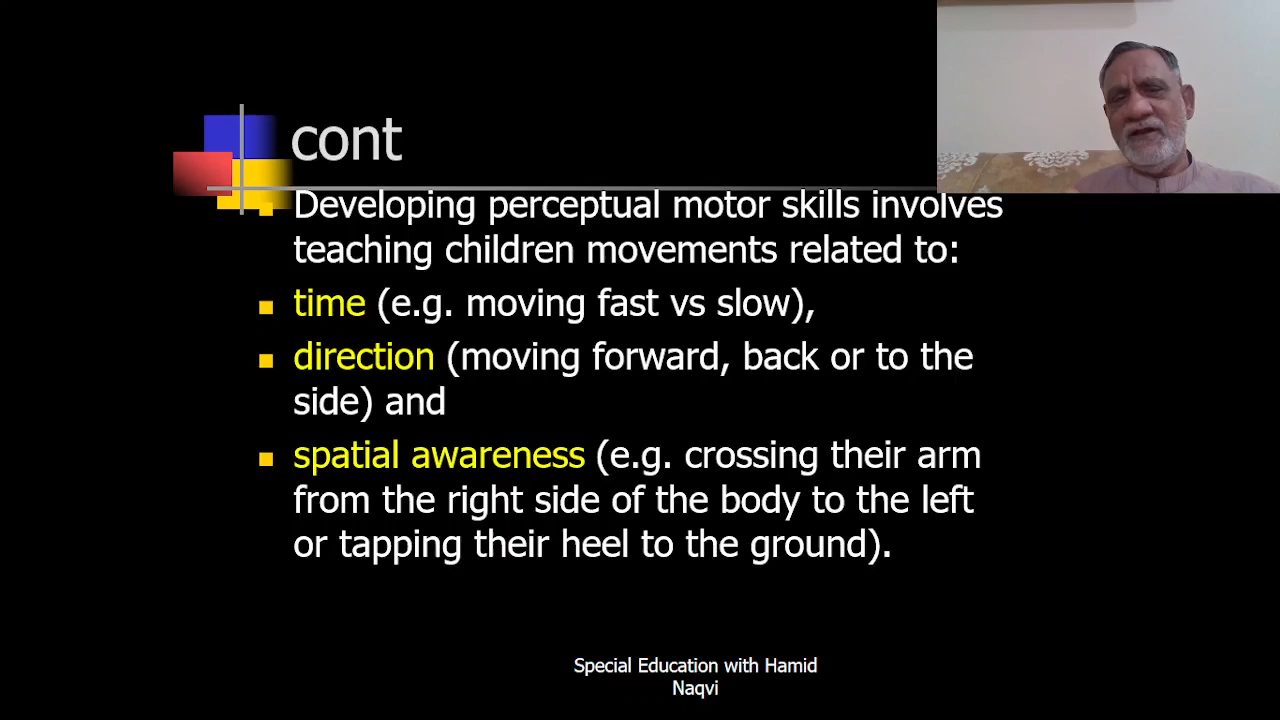 cont
Developing perceptual motor skills involves
teaching children movements related to:
time (e.g. moving fast vs slow),
direction (moving forward, back or to the
side) and
spatial awareness (e.g. crossing their arm
from the right side of the body to the left
or tapping their heel to the ground).
Special Education with Hamid
Naqvi